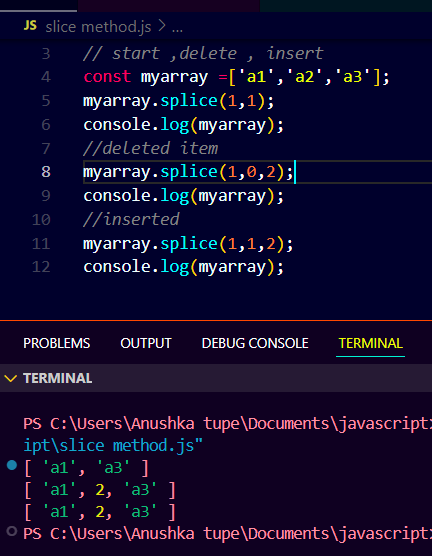 JS slice method.js > ...
3 // start ,delete , insert
4 const myarray =['a1','a2','a3'];
5 myarray.splice(1,1);
6 console.log(myarray);
7 //deleted item
8 myarray.splice(1,0,2);
9 console.log(myarray);
10 //inserted
11 myarray.splice(1,1,2);
12 console.log(myarray);
PROBLEMS OUTPUT DEBUG CONSOLE TERMINAL
TERMINAL
PS C:\Users\Anushka tupe\Documents\javascript>
ipt\slice method.js"
[ 'a1', 'a3' ]
[ 'a1', 2, 'a3' ]
[ 'a1', 2, 'a3' ]
PS C:\Users\Anushka tupe\Documents\javascript>